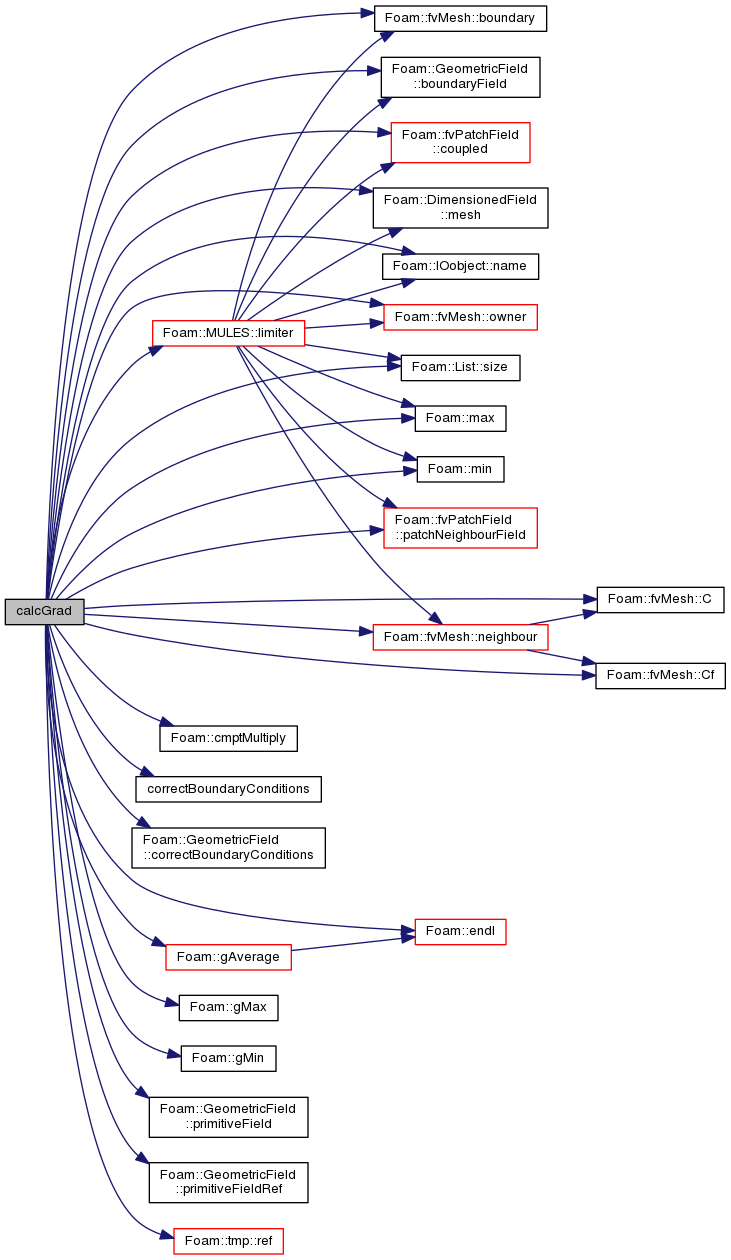 Foam::fvMesh::boundary
Foam::GeometricField
::boundaryField
Foam::fvPatchField
::coupled
Foam::DimensionedField
::mesh
Foam::IOobject::name
Foam::fvMesh::owner
Foam::MULES::limiter
Foam::List::size
Foam::max
Foam::min
Foam::fvPatchField
::patchNeighbourField
calcGrad
Foam::fvMesh::C
Foam::fvMesh::neighbour
Foam::fvMesh::Cf
Foam::cmptMultiply
correctBoundaryConditions
Foam::GeometricField
::correctBoundaryConditions
Foam::endl
Foam::gAverage
Foam::gMax
Foam::gMin
Foam::GeometricField
::primitiveField
Foam::GeometricField
::primitiveFieldRef
Foam::tmp::ref